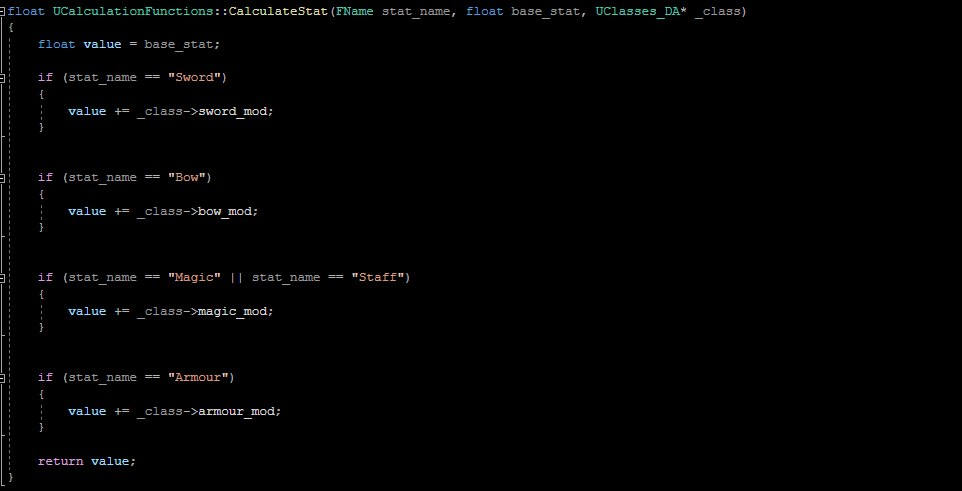 float UCalculationFunctions::CalculateStat(FName stat_name, float base_stat, UClasses_DA* _class)
{
    float value = base_stat;
    if (stat_name == "Sword")
    {
        value += _class->sword_mod;
    }
    if (stat_name == "Bow")
    {
        value += _class->bow_mod;
    }
    if (stat_name == "Magic" || stat_name == "Staff")
    {
        value += _class->magic_mod;
    }
    if (stat_name == "Armour")
    {
        value += _class->armour_mod;
    }
    return value;
}